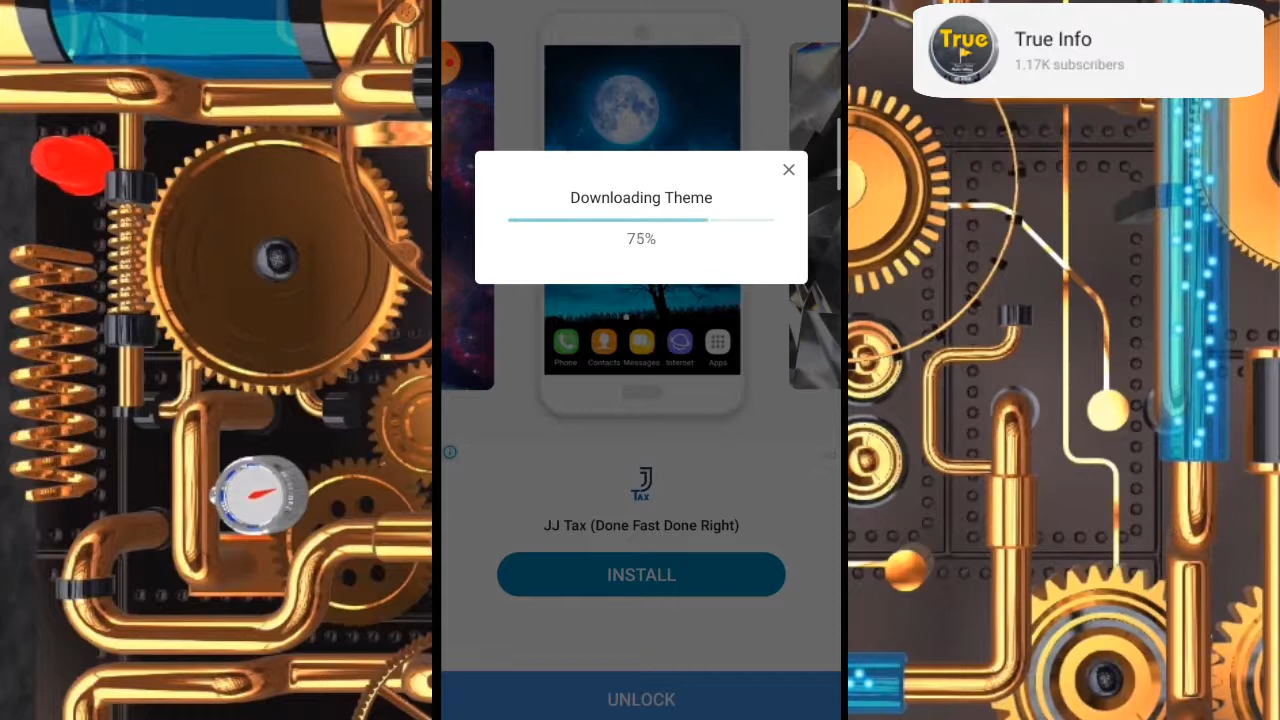 True
True Info
1.17K subscribers
Downloading Theme
75%
Phone
Contacts
Messages
Internet
Apps
JJ
TAX
JJ Tax (Done Fast Done Right)
INSTALL
UNLOCK